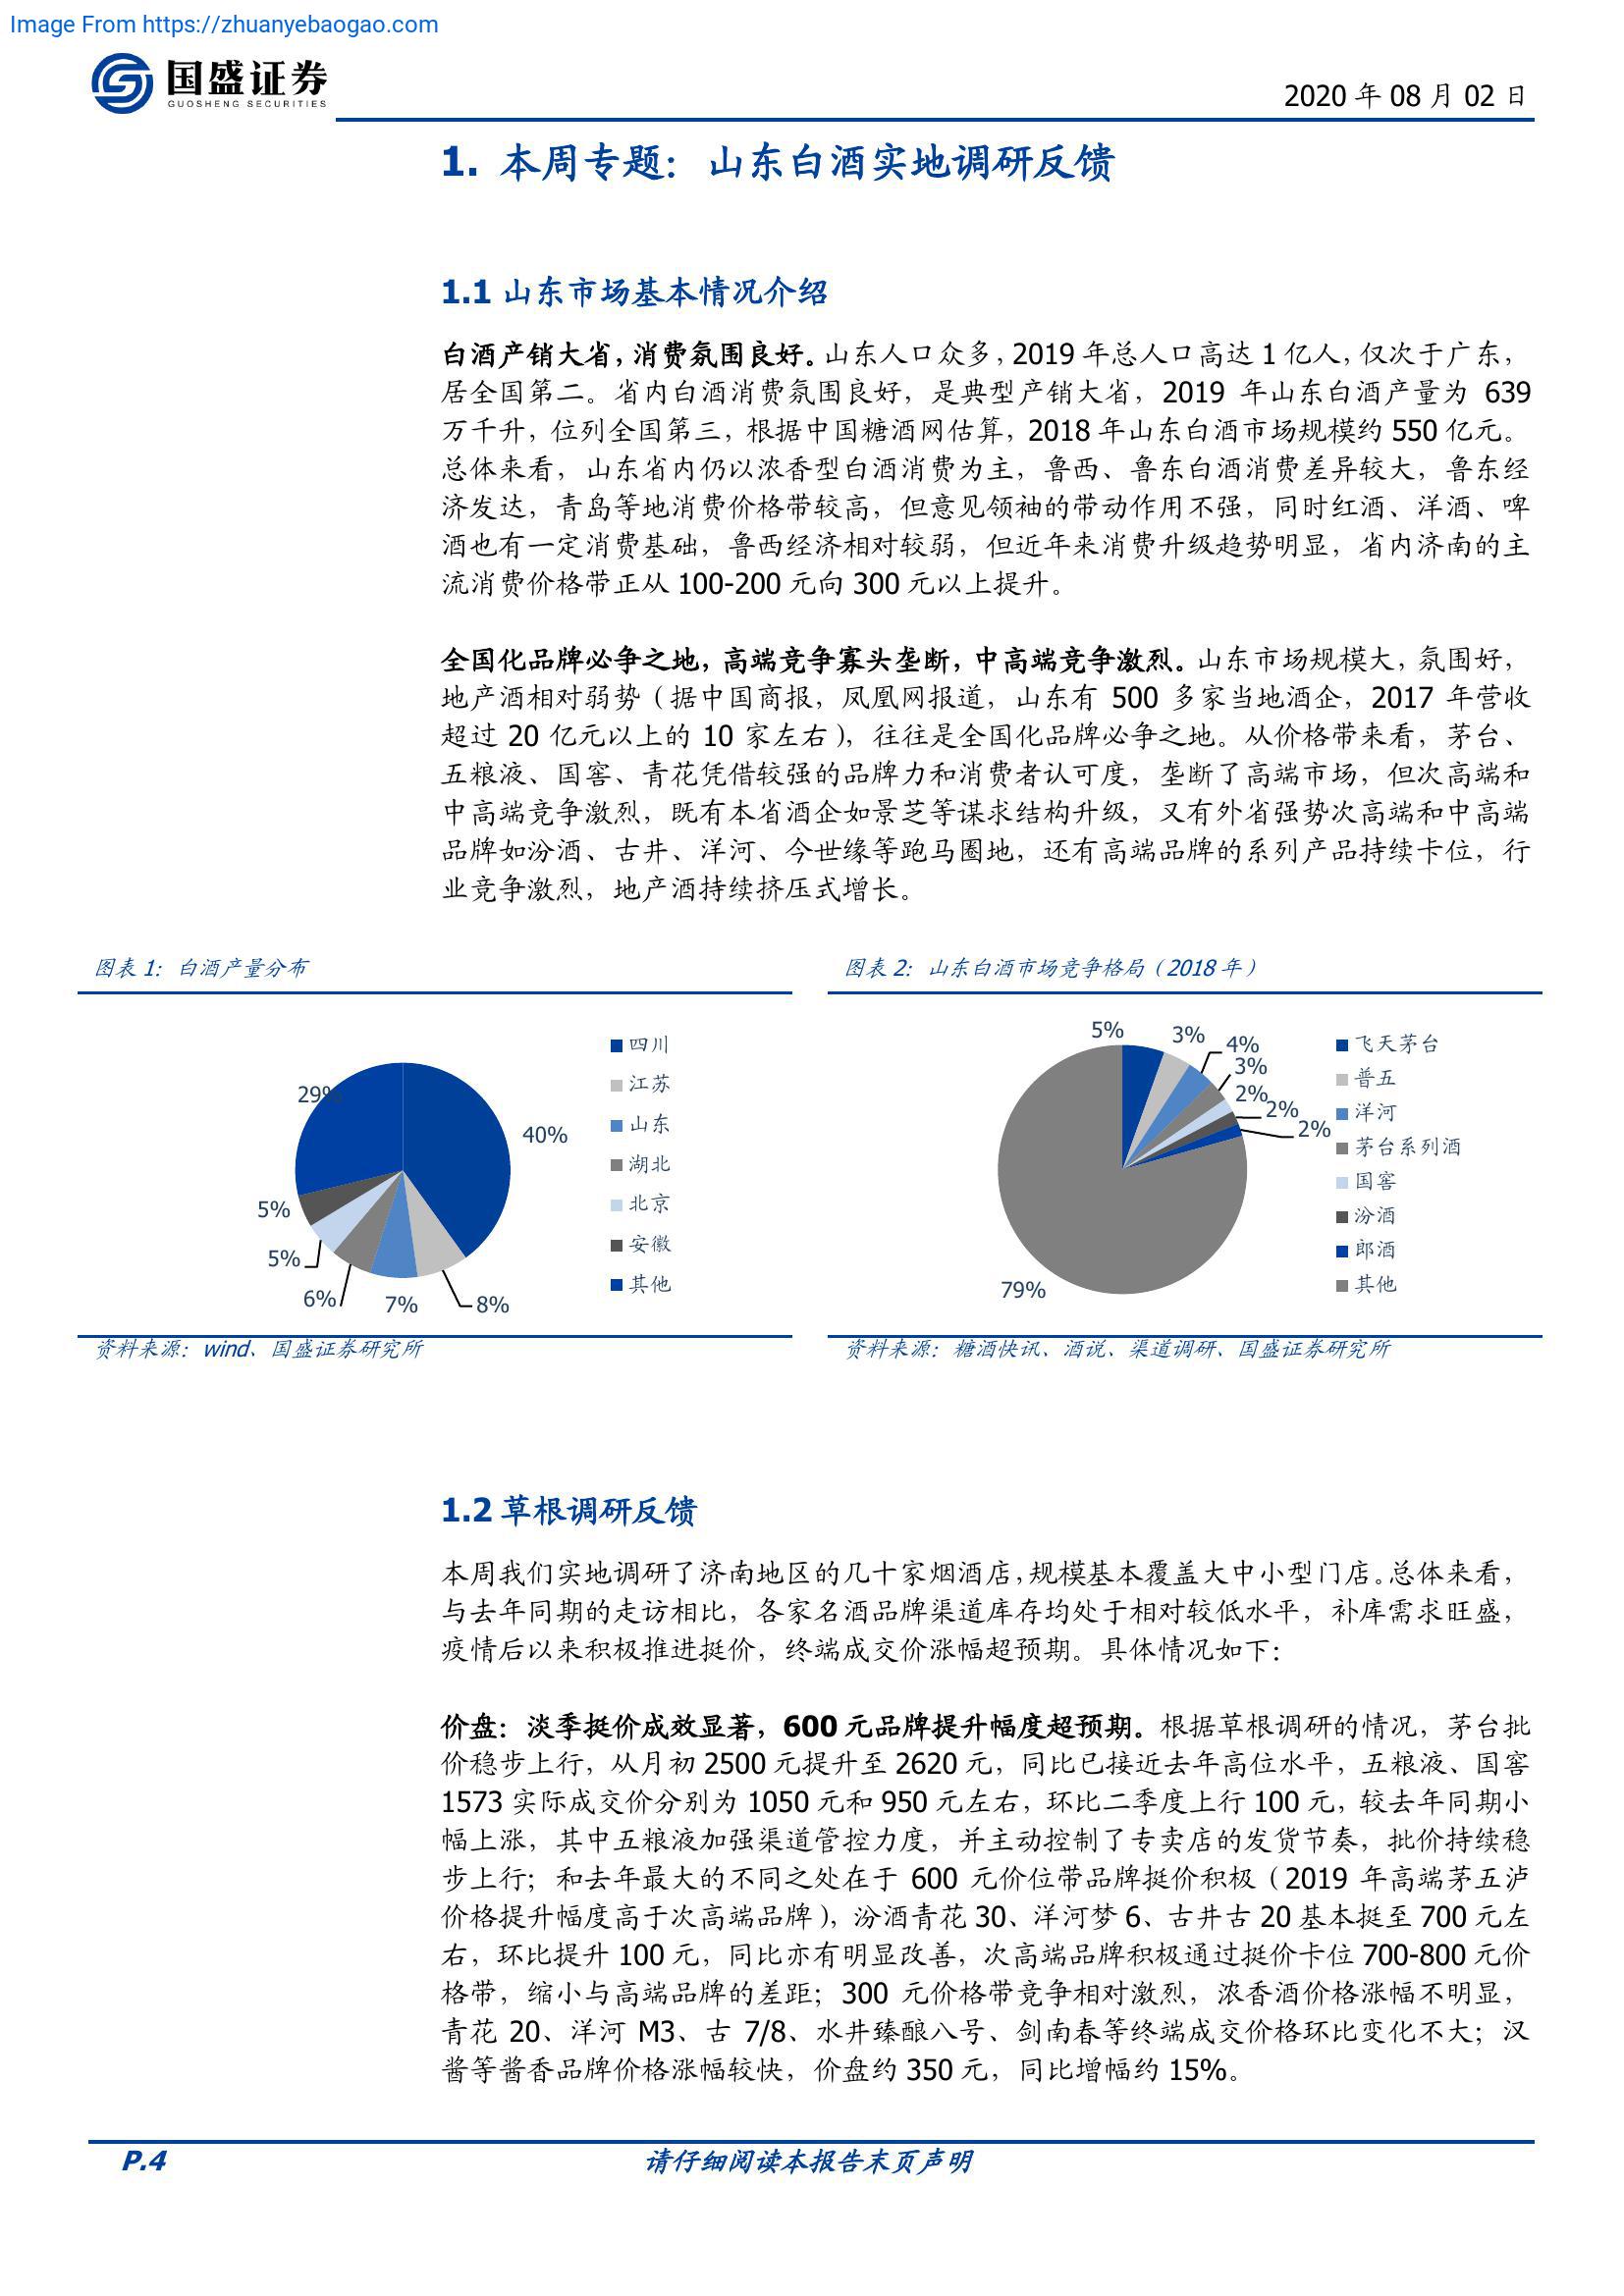 Image From https://zhuanyebaogao.com
国盛证券
GUOSHENG SECURITIES
2020 年 08 月 02 日
1. 本周专题：山东白酒实地调研反馈
1.1 山东市场基本情况介绍
白酒产销大省，消费氛围良好。山东人口众多，2019 年总人口高达 1 亿人，仅次于广东，
居全国第二。省内白酒消费氛围良好，是典型产销大省，2019 年山东白酒产量为 639
万千升，位列全国第三，根据中国糖酒网估算，2018 年山东白酒市场规模约 550 亿元。
总体来看，山东省内仍以浓香型白酒消费为主，鲁西、鲁东白酒消费差异较大，鲁东经
济发达，青岛等地消费价格带较高，但意见领袖的带动作用不强，同时红酒、洋酒、啤
酒也有一定消费基础，鲁西经济相对较弱，但近年来消费升级趋势明显，省内济南的主
流消费价格带正从 100-200 元向 300 元以上提升。
全国化品牌必争之地，高端竞争寡头垄断，中高端竞争激烈。山东市场规模大，氛围好，
地产酒相对弱势（据中国商报，凤凰网报道，山东有 500 多家当地酒企，2017 年营收
超过 20 亿元以上的 10 家左右），往往是全国化品牌必争之地。从价格带来看，茅台、
五粮液、国窖、青花凭借较强的品牌力和消费者认可度，垄断了高端市场，但次高端和
中高端竞争激烈，既有本省酒企如景芝等谋求结构升级，又有外省强势次高端和中高端
品牌如汾酒、古井、洋河、今世缘等跑马圈地，还有高端品牌的系列产品持续卡位，行
业竞争激烈，地产酒持续挤压式增长。
图表 1：白酒产量分布
29%
40%
5%
5%
6%
7%
8%
四川
江苏
山东
湖北
北京
安徽
其他
资料来源：wind、国盛证券研究所
图表 2：山东白酒市场竞争格局（2018 年）
5%
3%
4%
3%
2%
2%
2%
79%
飞天茅台
普五
洋河
茅台系列酒
国窖
汾酒
郎酒
其他
资料来源：糖酒快讯、酒说、渠道调研、国盛证券研究所
1.2 草根调研反馈
本周我们实地调研了济南地区的几十家烟酒店，规模基本覆盖大中小型门店。总体来看，
与去年同期的走访相比，各家名酒品牌渠道库存均处于相对较低水平，补库需求旺盛，
疫情后以来积极推进挺价，终端成交价涨幅超预期。具体情况如下：
价盘：淡季挺价成效显著，600 元品牌提升幅度超预期。根据草根调研的情况，茅台批
价稳步上行，从月初 2500 元提升至 2620 元，同比已接近去年高位水平，五粮液、国窖
1573 实际成交价分别为 1050 元和 950 元左右，环比二季度上行 100 元，较去年同期小
幅上涨，其中五粮液加强渠道管控力度，并主动控制了专卖店的发货节奏，批价持续稳
步上行；和去年最大的不同之处在于 600 元价位带品牌挺价积极（2019 年高端茅五泸
价格提升幅度高于次高端品牌），汾酒青花 30、洋河梦 6、古井古 20 基本挺至 700 元左
右，环比提升 100 元，同比亦有明显改善，次高端品牌积极通过挺价卡位 700-800 元价
格带，缩小与高端品牌的差距；300 元价格带竞争相对激烈，浓香酒价格涨幅不明显，
青花 20、洋河 M3、古 7/8、水井臻酿八号、剑南春等终端成交价格环比变化不大；汉
酱等酱香品牌价格涨幅较快，价盘约 350 元，同比增幅约 15%。
P.4
请仔细阅读本报告末页声明